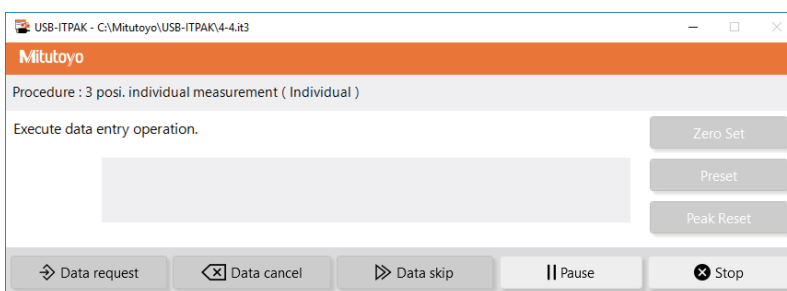 USB-ITPAK - C:\Mitutoyo\USB-ITPAK\4-4.it3
Mitutoyo
Procedure : 3 posi. individual measurement ( Individual )
Execute data entry operation.
Zero Set
Preset
Peak Reset
Data request
Data cancel
Data skip
Pause
Stop